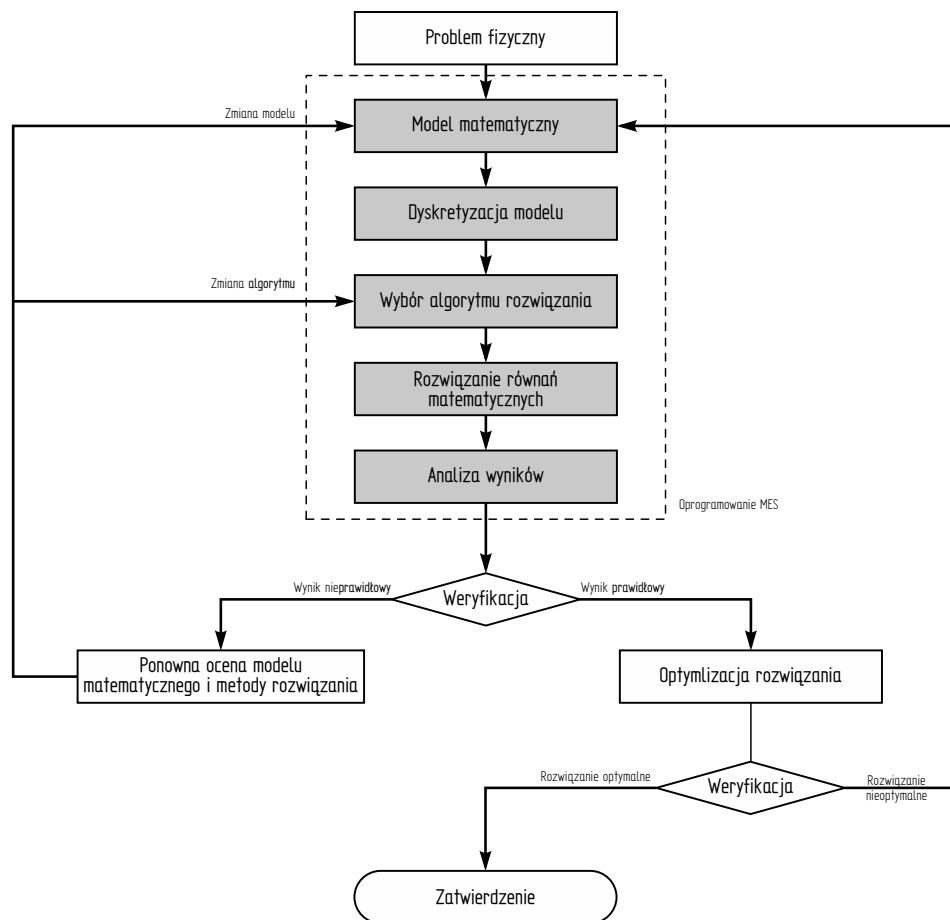 Problem fizyczny
Zmiana modelu
Model matematyczny
Dyskretyzacja modelu
Zmiana algorytmu
Wybór algorytmu rozwiązania
Rozwiązanie równań
matematycznych
Analiza wyników
Oprogramowanie MES
Wynik nieprawidłowy
Weryfikacja
Wynik prawidłowy
Ponowna ocena modelu
matematycznego i metody rozwiązania
Optymlizacja rozwiązania
Rozwiązanie optymalne
Weryfikacja
Rozwiązanie
nieoptymalne
Zatwierdzenie